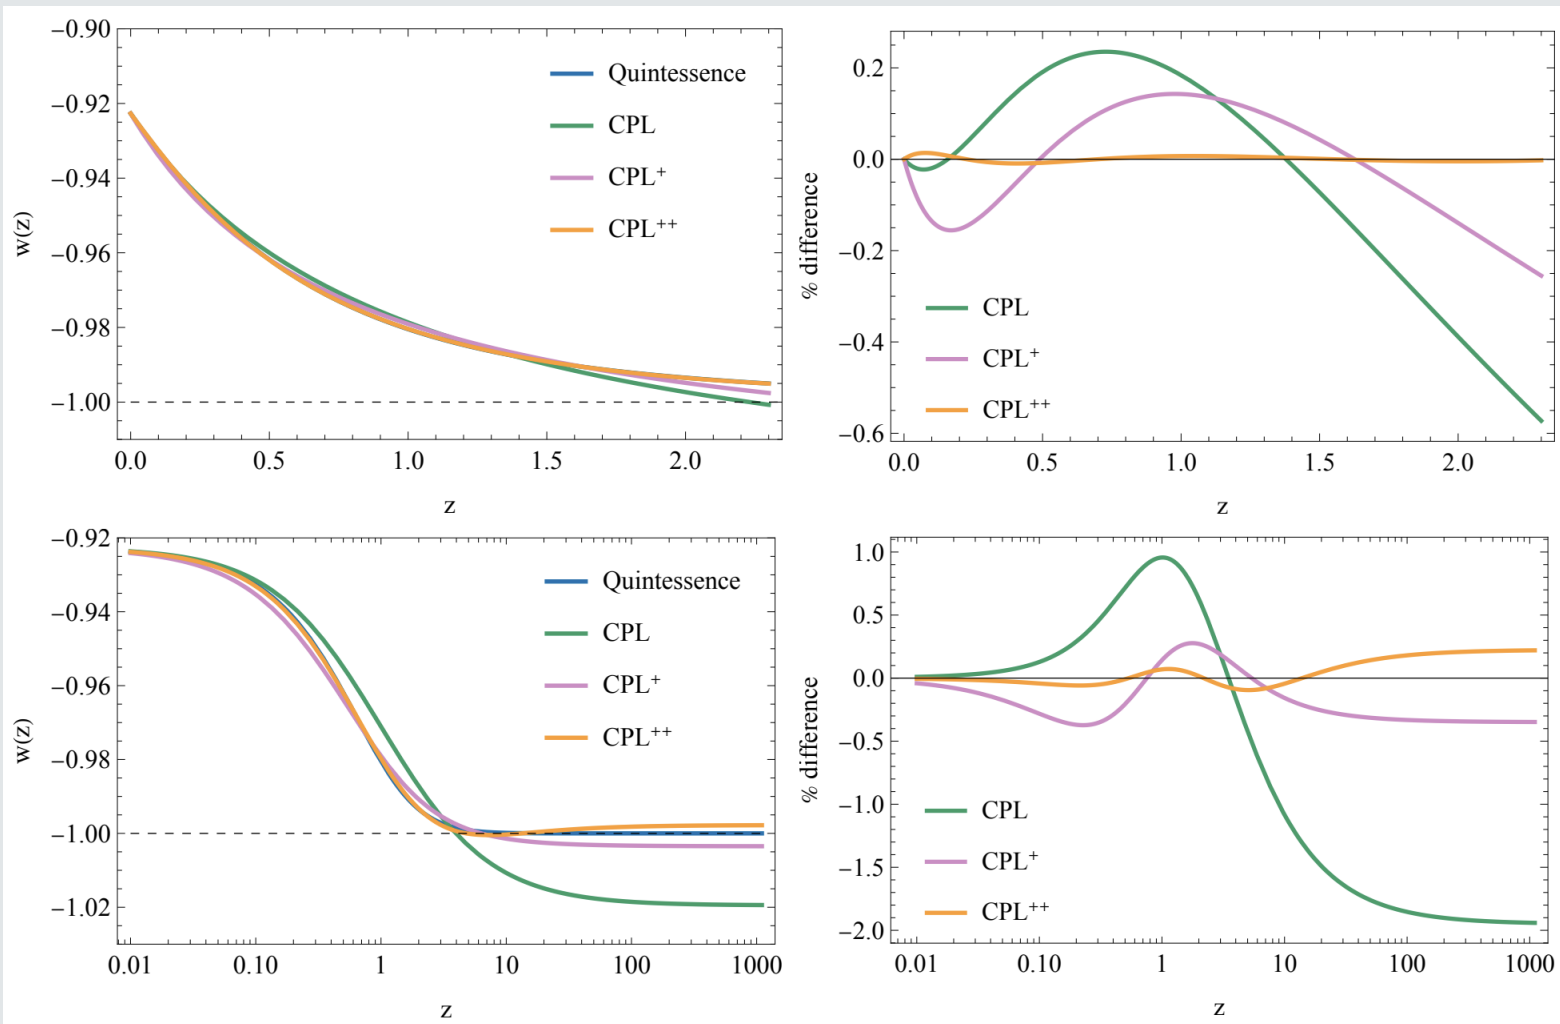 −0.90
−0.92
−0.94
−0.96
−0.98
−1.00
w(z)
Quintessence
CPL
CPL⁺
CPL⁺⁺
0.0 0.5 1.0 1.5 2.0
z
0.2
0.0
−0.2
−0.4
−0.6
% difference
CPL
CPL⁺
CPL⁺⁺
0.0 0.5 1.0 1.5 2.0
z
−0.92
−0.94
−0.96
−0.98
−1.00
−1.02
w(z)
Quintessence
CPL
CPL⁺
CPL⁺⁺
0.01 0.10 1 10 100 1000
z
1.0
0.5
0.0
−0.5
−1.0
−1.5
−2.0
% difference
CPL
CPL⁺
CPL⁺⁺
0.01 0.10 1 10 100 1000
z